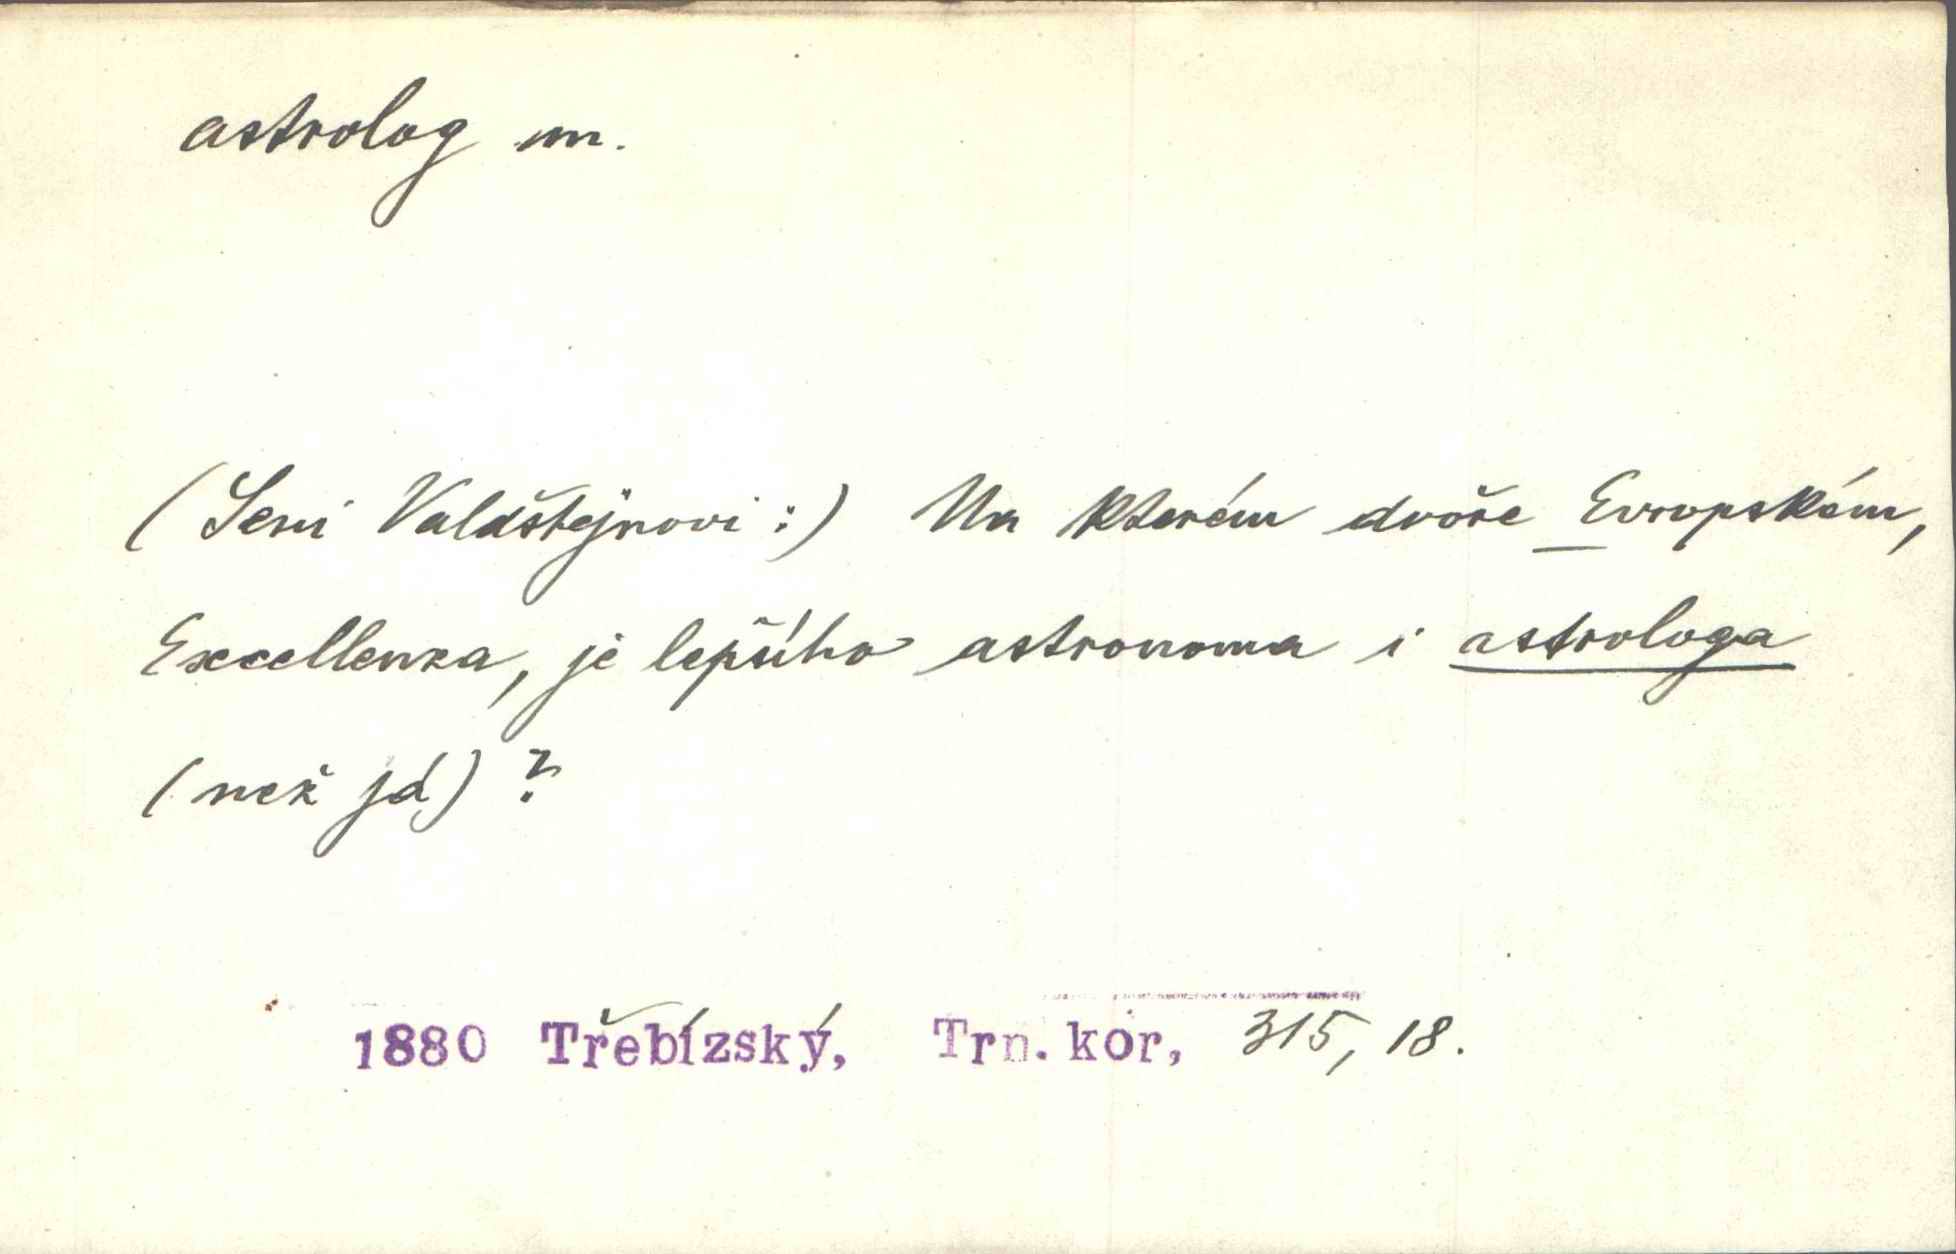 astrolog m.
(Seni Valdštejnovi:) Na kterém dvoře Evropském,
Excellenza, je lepšího astronoma i astrologa
(než já)?
1880 Třebízský, Trn. kor, 315, 18.